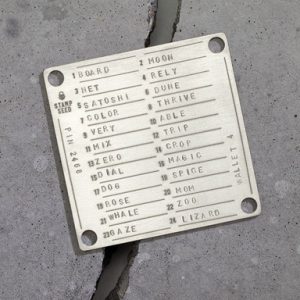 1 BOARD 2 MOON
3 NET 4 RELY
5 SATOSHI 6 DUNE
7 COLOR 8 THRIVE
9 VERY 10 ABLE
11 MIX 12 TRIP
13 ZERO 14 CROP
15 DIAL 16 MAGIC
17 DOG 18 SPICE
19 ROSE 20 MOM
21 WHALE 22 ZOO
23 GAZE 24 LIZARD
STAMP
SEED
PIN 2468
WALLET A